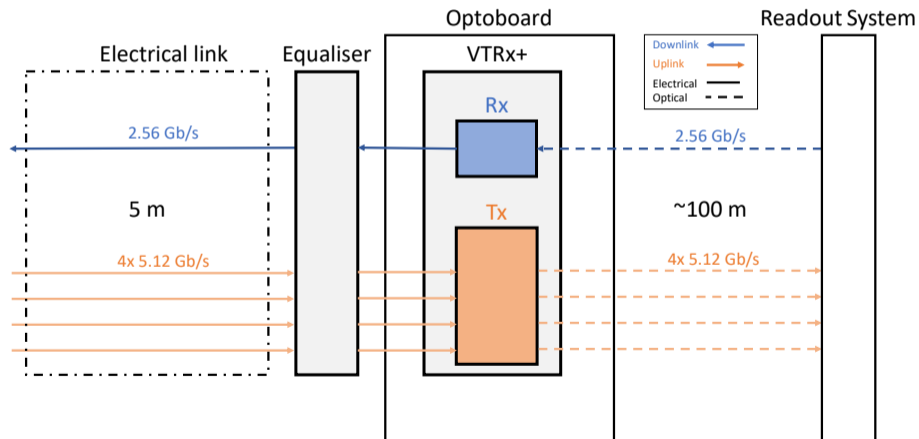 Optoboard
Readout System
Electrical link
Equaliser
VTRx+
Downlink
Uplink
Electrical
Optical
Rx
2.56 Gb/s
2.56 Gb/s
5 m
Tx
~100 m
4x 5.12 Gb/s
4x 5.12 Gb/s